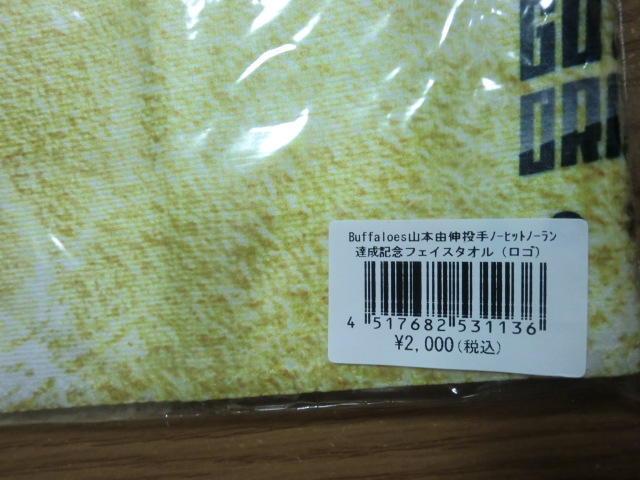 Buffaloes山本由伸投手ﾉｰﾋｯﾄﾉｰﾗﾝ
達成記念フェイスタオル（ロゴ）
4 517682 531136
¥2,000(税込)